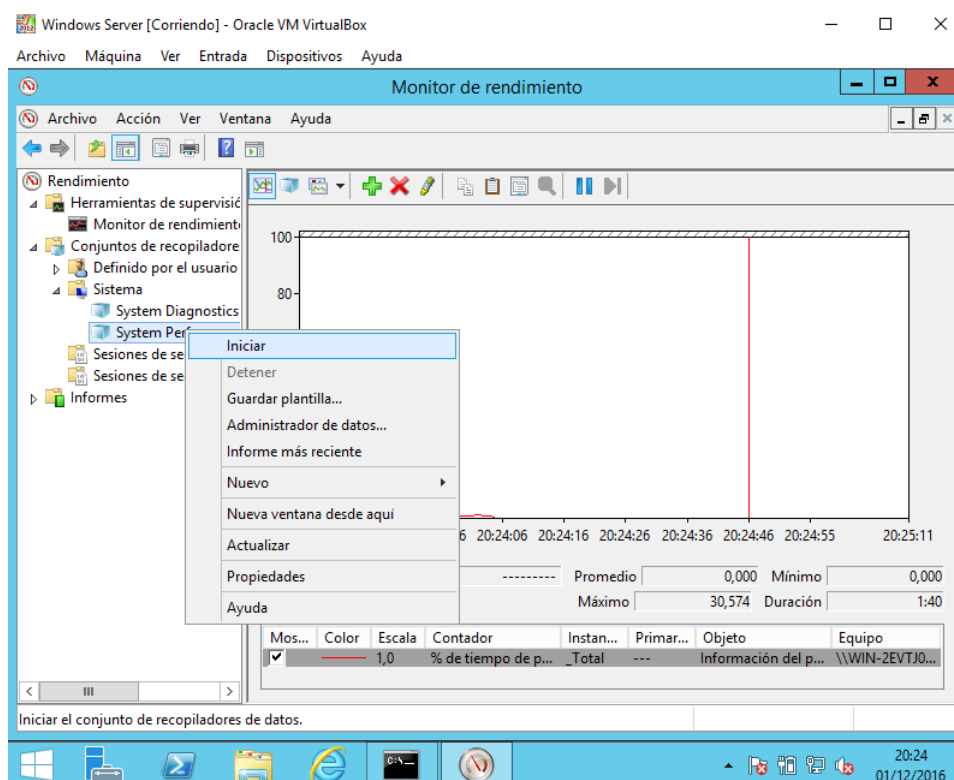 Windows Server [Corriendo] - Oracle VM VirtualBox
Archivo Máquina Ver Entrada Dispositivos Ayuda
Monitor de rendimiento
Archivo Acción Ver Ventana Ayuda
Rendimiento
Herramientas de supervisió
Monitor de rendimient
Conjuntos de recopiladore
Definido por el usuario
Sistema
System Diagnostics
System Perf
Sesiones de se
Sesiones de se
Informes
Iniciar
Detener
Guardar plantilla...
Administrador de datos...
Informe más reciente
Nuevo
Nueva ventana desde aquí
Actualizar
Propiedades
Ayuda
100
80
6 20:24:06 20:24:16 20:24:26 20:24:36 20:24:46 20:24:55 20:25:11
--------- Promedio 0,000 Mínimo 0,000
Máximo 30,574 Duración 1:40
Mos... Color Escala Contador Instan... Primar... Objeto Equipo
1,0 % de tiempo de p... _Total --- Información del p... \\WIN-2EVTJ0...
Iniciar el conjunto de recopiladores de datos.
20:24
01/12/2016